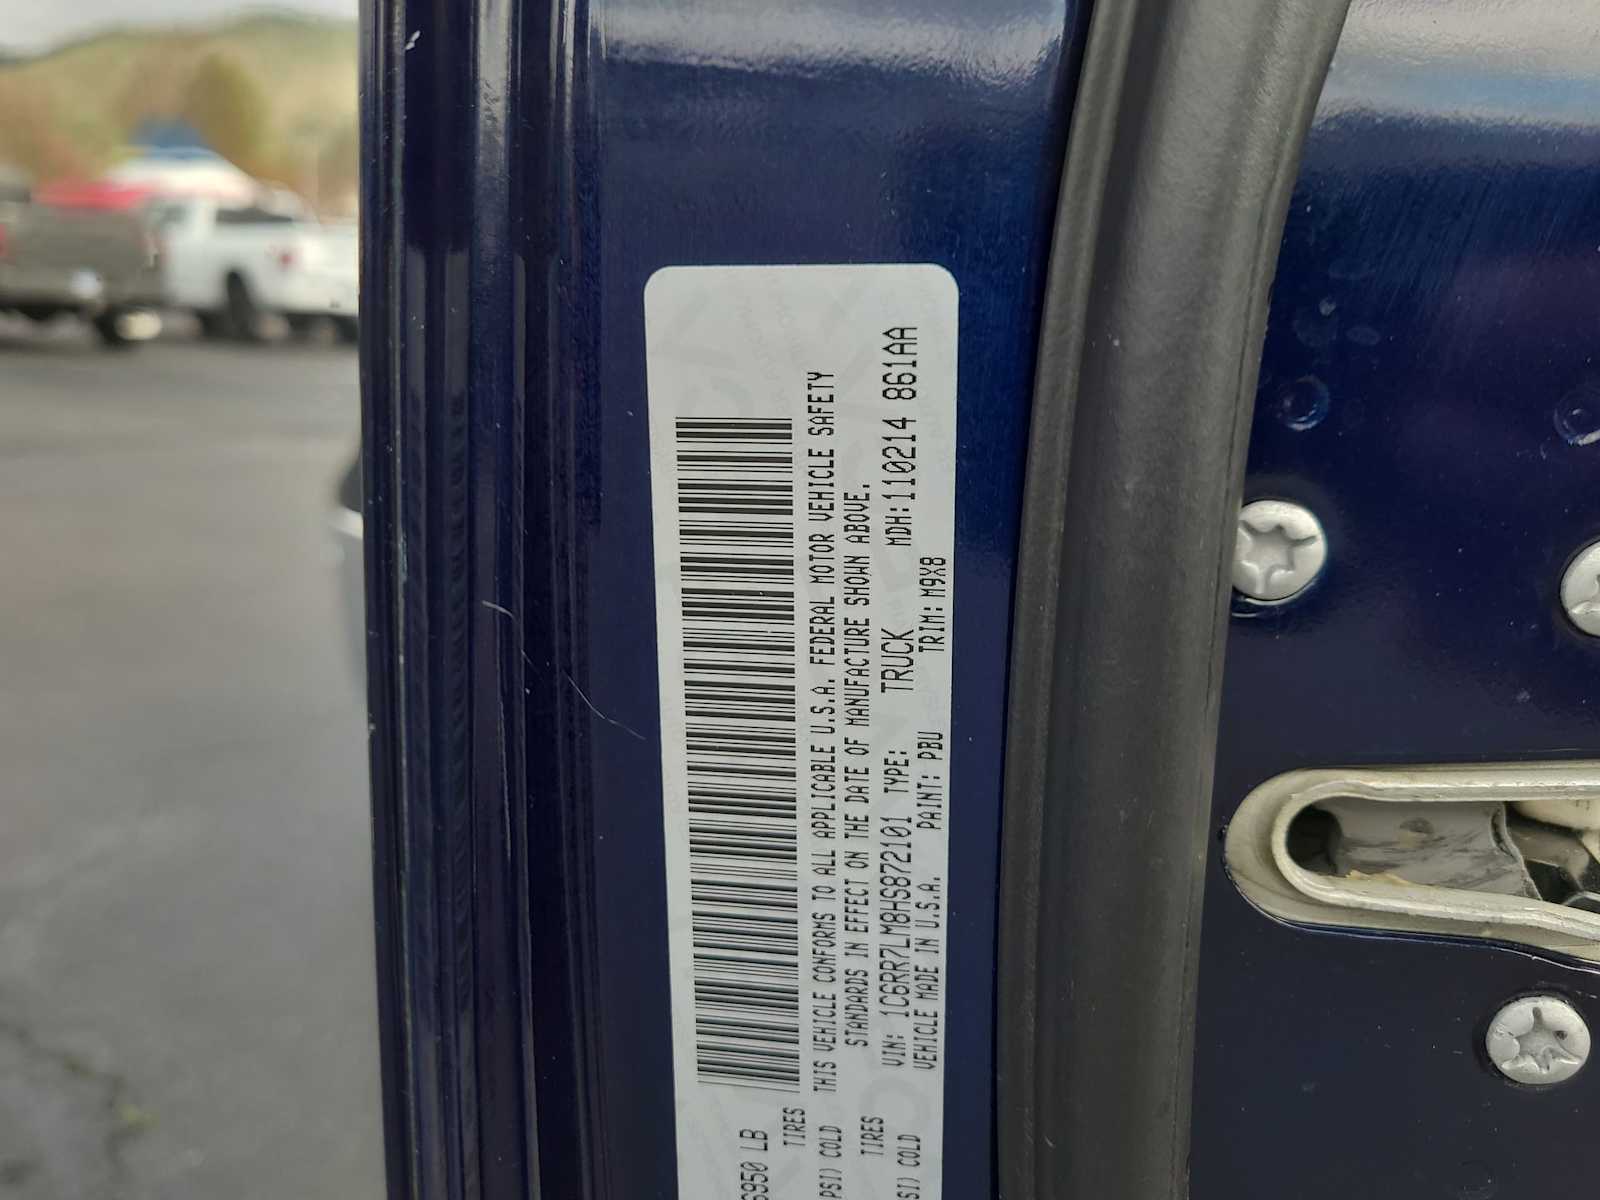 6950 LB
TIRES
PSI) COLD
TIRES
SI) COLD
THIS VEHICLE CONFORMS TO ALL APPLICABLE U.S.A. FEDERAL MOTOR VEHICLE SAFETY
STANDARDS IN EFFECT ON THE DATE OF MANUFACTURE SHOWN ABOVE.
VIN: 1C6RR7LM8HS872101 TYPE: TRUCK MDH:110214 861AA
VEHICLE MADE IN U.S.A. PAINT: PBU TRIM: M9X8